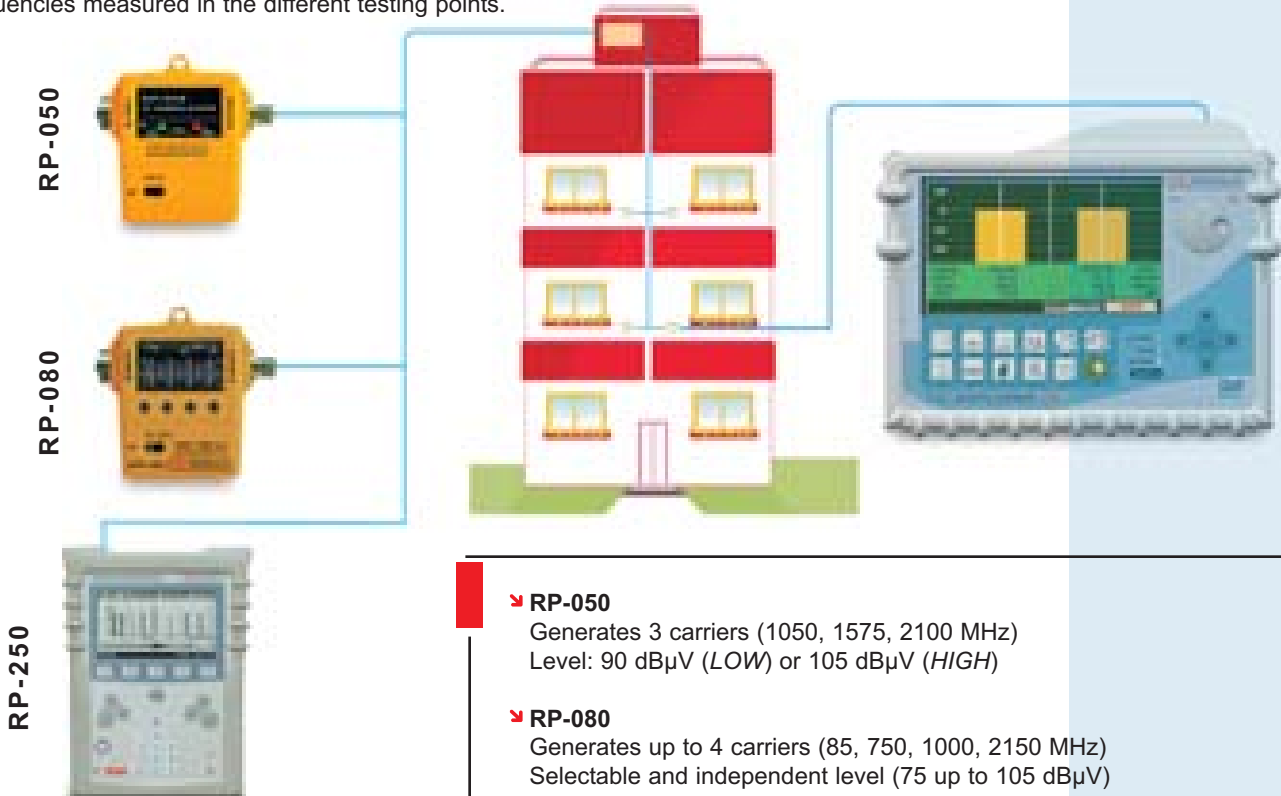 uencies measured in the different testing points.
RP-050
RP-080
RP-250
RP-050
Generates 3 carriers (1050, 1575, 2100 MHz)
Level: 90 dBµV (LOW) or 105 dBµV (HIGH)
RP-080
Generates up to 4 carriers (85, 750, 1000, 2150 MHz)
Selectable and independent level (75 up to 105 dBµV)